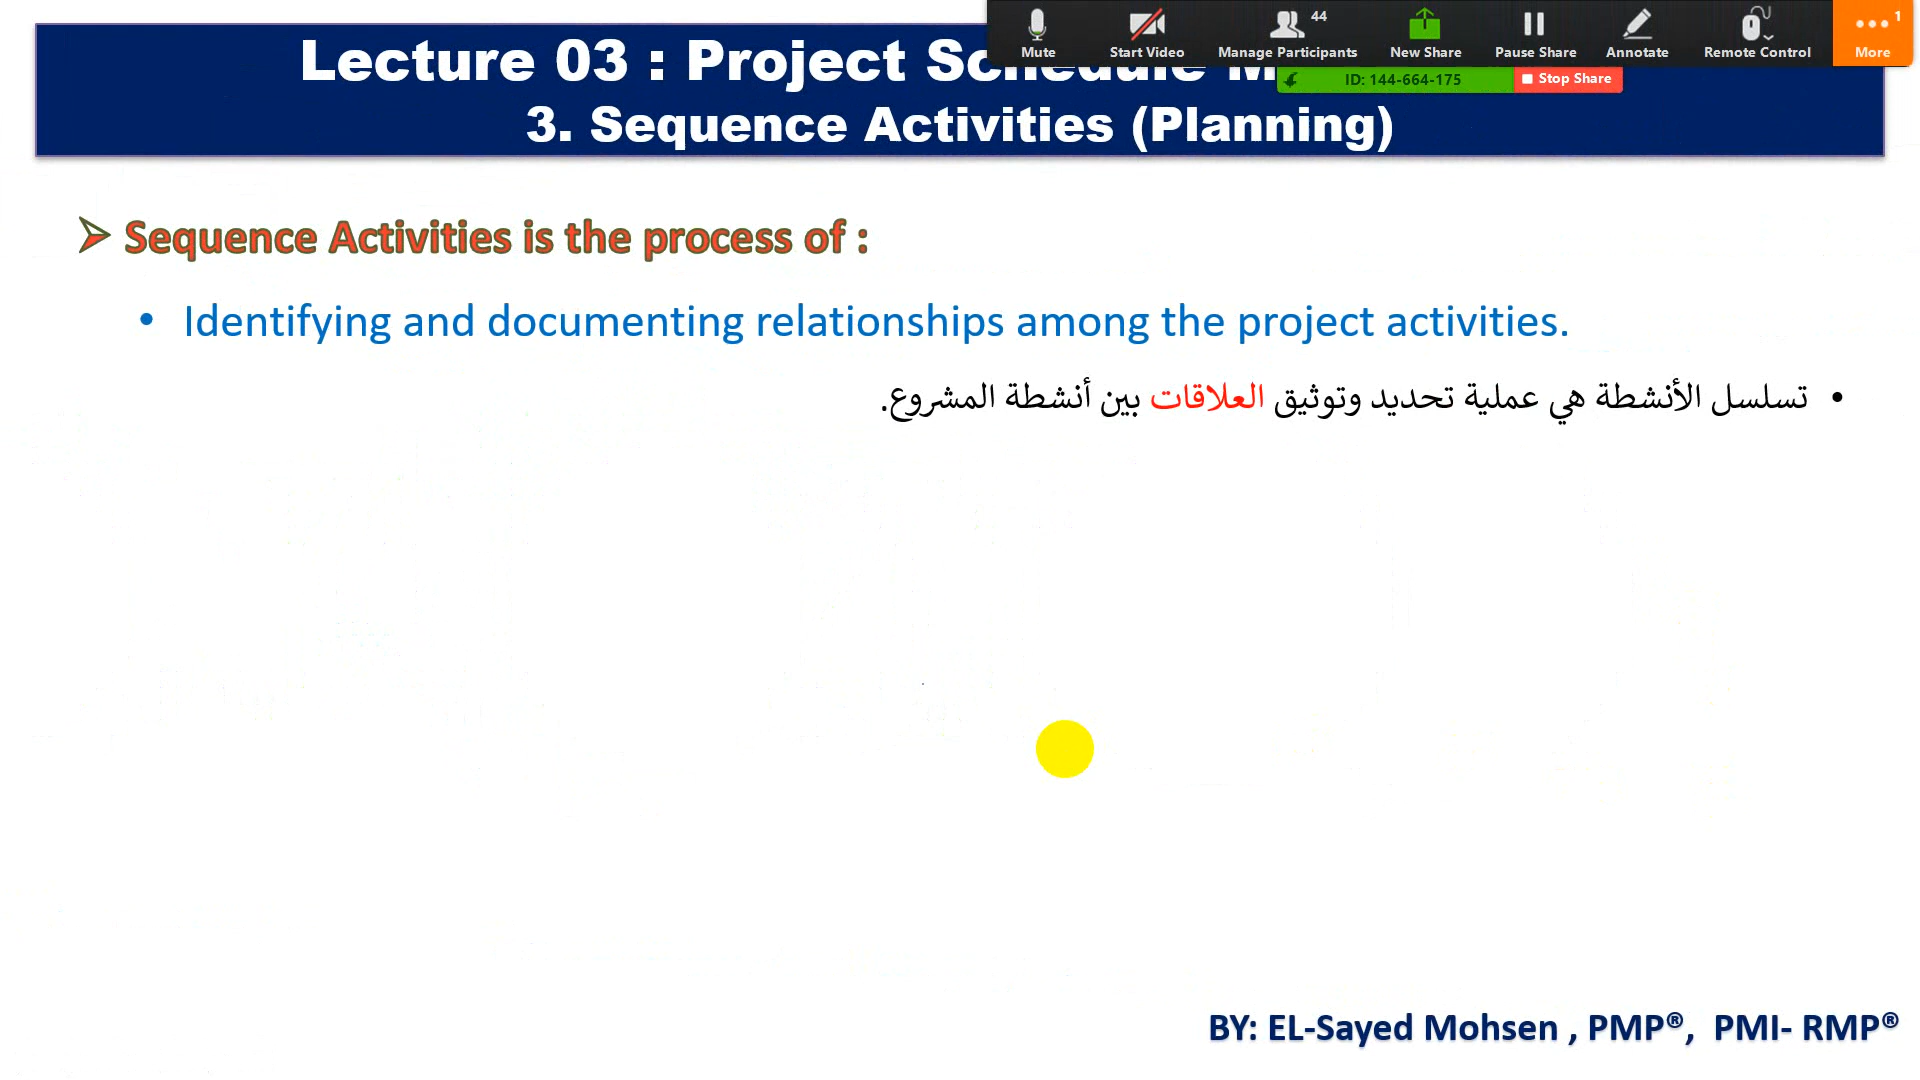 Mute
Start Video
Manage Participants
44
New Share
Pause Share
Annotate
Remote Control
More
1
ID: 144-664-175
Stop Share
Lecture 03 : Project Schedule M
3. Sequence Activities (Planning)
Sequence Activities is the process of :
• Identifying and documenting relationships among the project activities.
• تسلسل الأنشطة هي عملية تحديد وتوثيق العلاقات بين أنشطة المشروع.
BY: EL-Sayed Mohsen , PMP®, PMI- RMP®